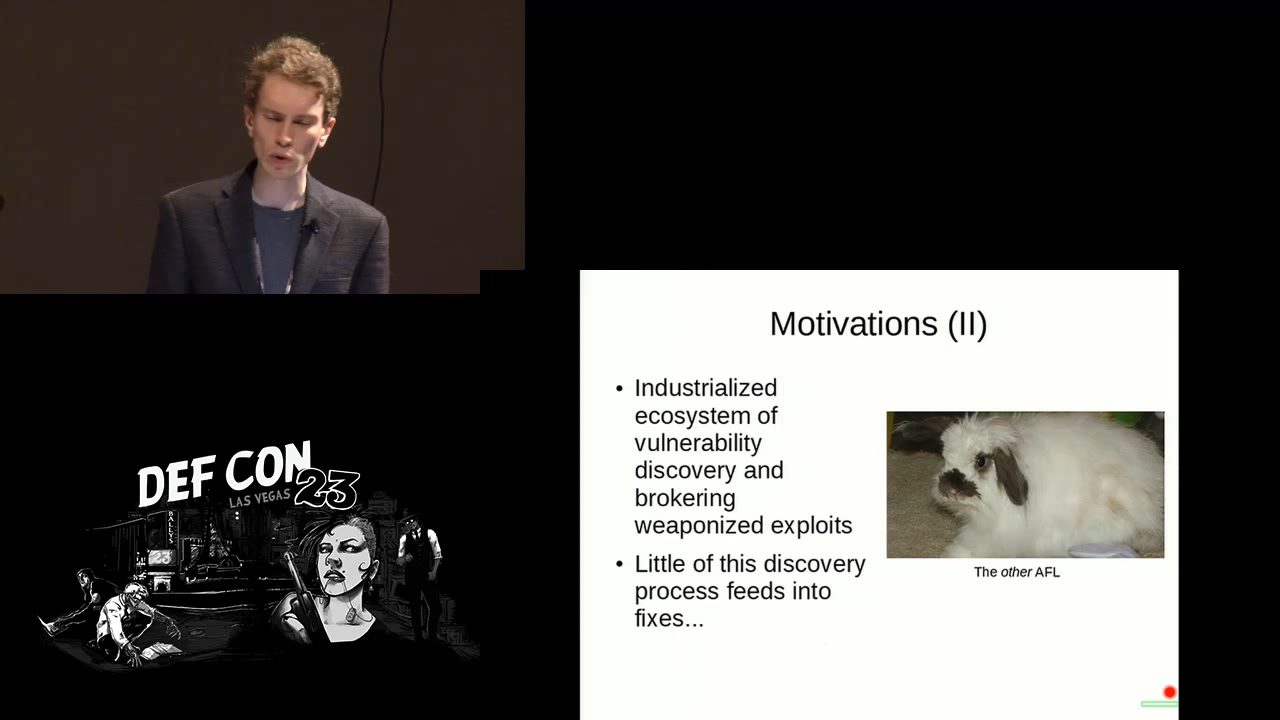 Motivations (II)
• Industrialized
ecosystem of
vulnerability
discovery and
brokering
weaponized exploits
• Little of this discovery
process feeds into
fixes...
The other AFL
DEF CON
LAS VEGAS 23
BALLYS